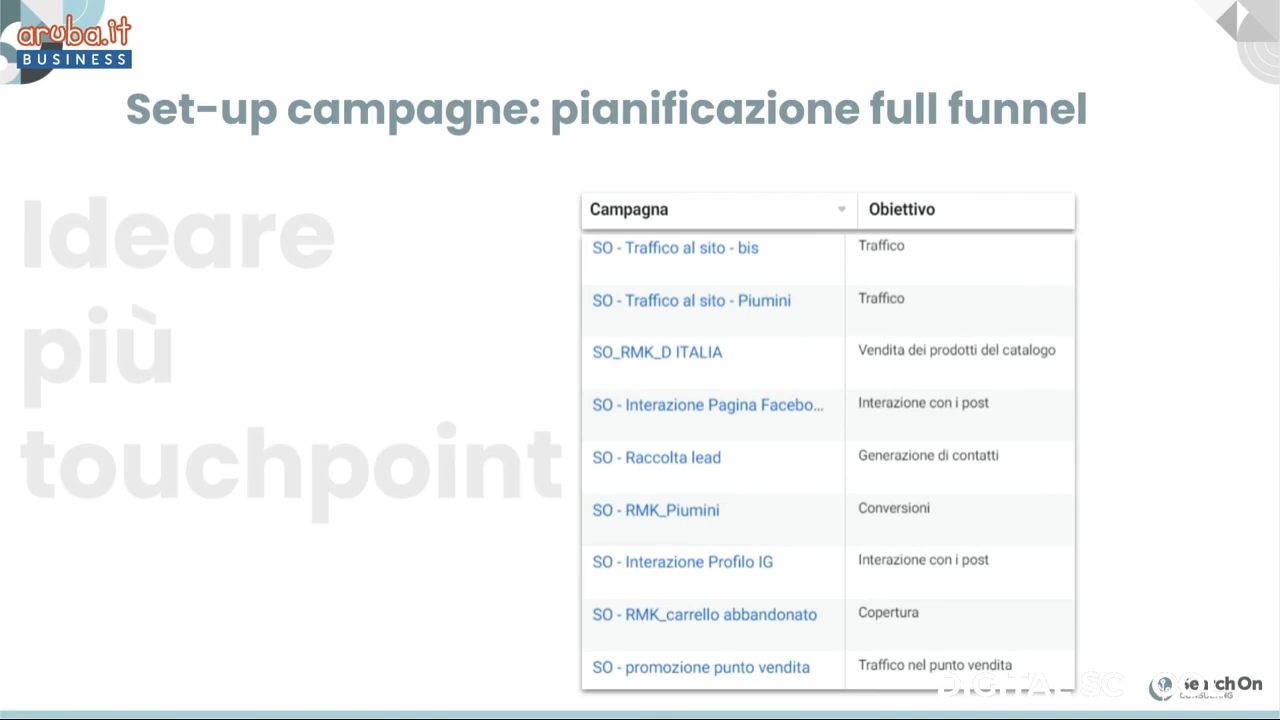 aruba.it
BUSINESS
Set-up campagne: pianificazione full funnel
Ideare
più
touchpoint
Campagna Obiettivo
SO - Traffico al sito - bis Traffico
SO - Traffico al sito - Piumini Traffico
SO_RMK_D ITALIA Vendita dei prodotti del catalogo
SO - Interazione Pagina Facebo... Interazione con i post
SO - Raccolta lead Generazione di contatti
SO - RMK_Piumini Conversioni
SO - Interazione Profilo IG Interazione con i post
SO - RMK_carrello abbandonato Copertura
SO - promozione punto vendita Traffico nel punto vendita
DIGITAL
SearchOn
CONSULTING